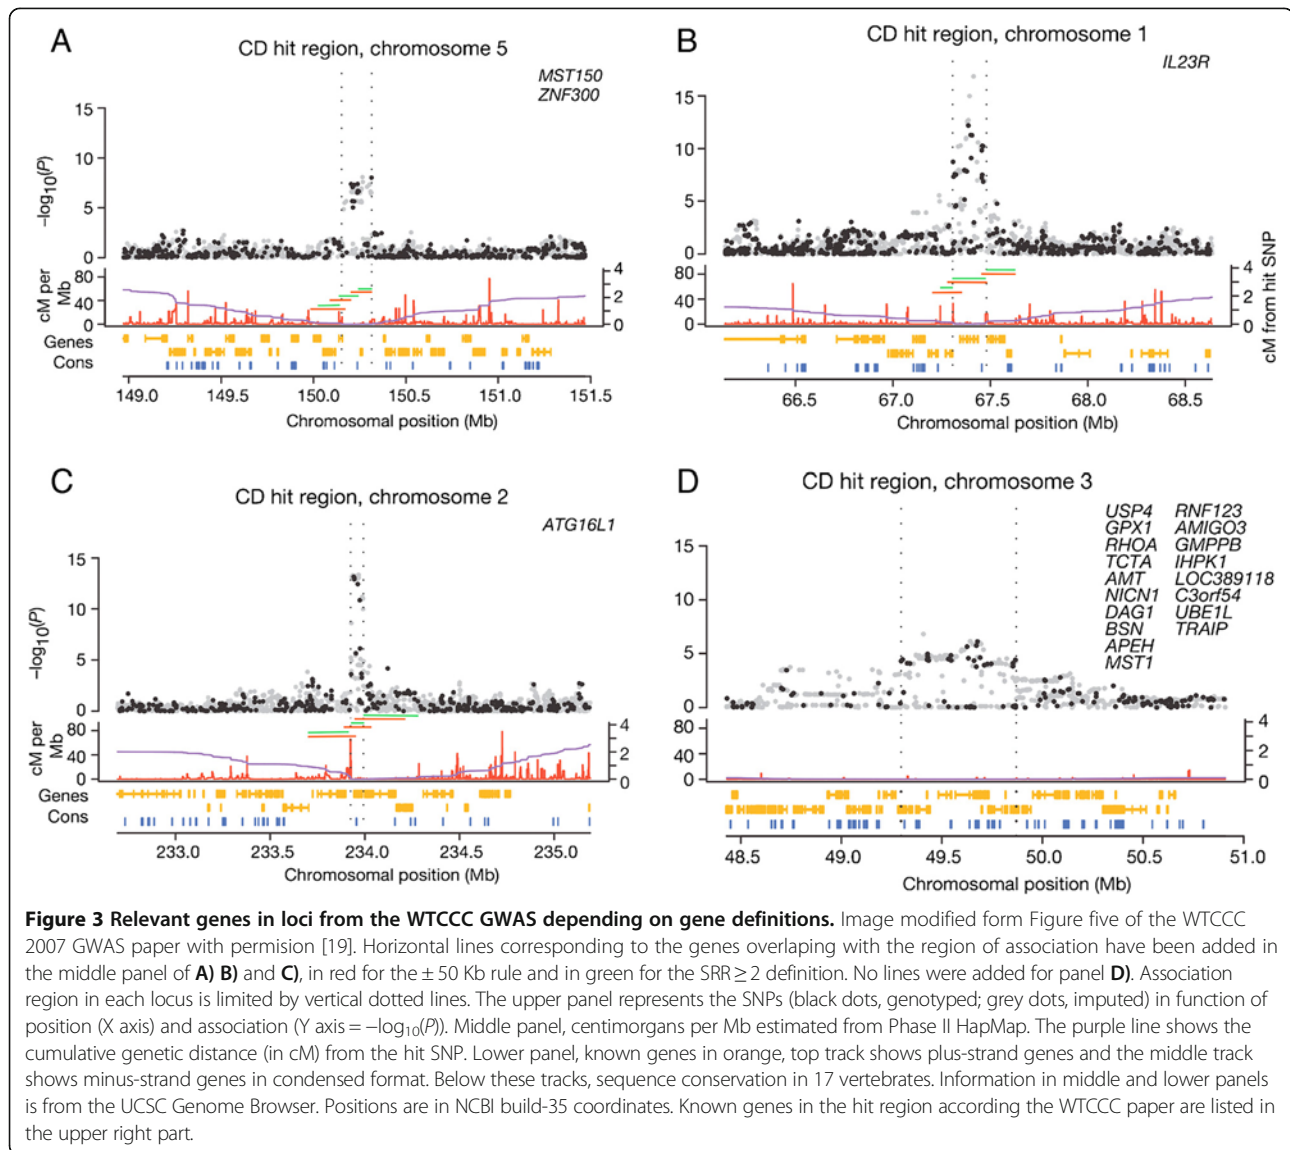 A
CD hit region, chromosome 5
MST150
ZNF300
15
10
5
0
−log10(P)
80
40
0
cM per Mb
4
2
0
Genes
Cons
149.0 149.5 150.0 150.5 151.0 151.5
Chromosomal position (Mb)
B
CD hit region, chromosome 1
IL23R
15
10
5
0
80
40
0
4
2
0
cM from hit SNP
66.5 67.0 67.5 68.0 68.5
Chromosomal position (Mb)
C
CD hit region, chromosome 2
ATG16L1
15
10
5
0
−log10(P)
80
40
0
cM per Mb
4
2
0
Genes
Cons
233.0 233.5 234.0 234.5 235.0
Chromosomal position (Mb)
D
CD hit region, chromosome 3
USP4 RNF123
GPX1 AMIGO3
RHOA GMPPB
TCTA IHPK1
AMT LOC389118
NICN1 C3orf54
DAG1 UBE1L
BSN TRAIP
APEH
MST1
15
10
5
0
80
40
0
4
2
0
48.5 49.0 49.5 50.0 50.5 51.0
Chromosomal position (Mb)
Figure 3 Relevant genes in loci from the WTCCC GWAS depending on gene definitions. Image modified form Figure five of the WTCCC
2007 GWAS paper with permision [19]. Horizontal lines corresponding to the genes overlaping with the region of association have been added in
the middle panel of A) B) and C), in red for the ± 50 Kb rule and in green for the SRR ≥ 2 definition. No lines were added for panel D). Association
region in each locus is limited by vertical dotted lines. The upper panel represents the SNPs (black dots, genotyped; grey dots, imputed) in function of
position (X axis) and association (Y axis = −log10(P)). Middle panel, centimorgans per Mb estimated from Phase II HapMap. The purple line shows the
cumulative genetic distance (in cM) from the hit SNP. Lower panel, known genes in orange, top track shows plus-strand genes and the middle track
shows minus-strand genes in condensed format. Below these tracks, sequence conservation in 17 vertebrates. Information in middle and lower panels
is from the UCSC Genome Browser. Positions are in NCBI build-35 coordinates. Known genes in the hit region according the WTCCC paper are listed in
the upper right part.